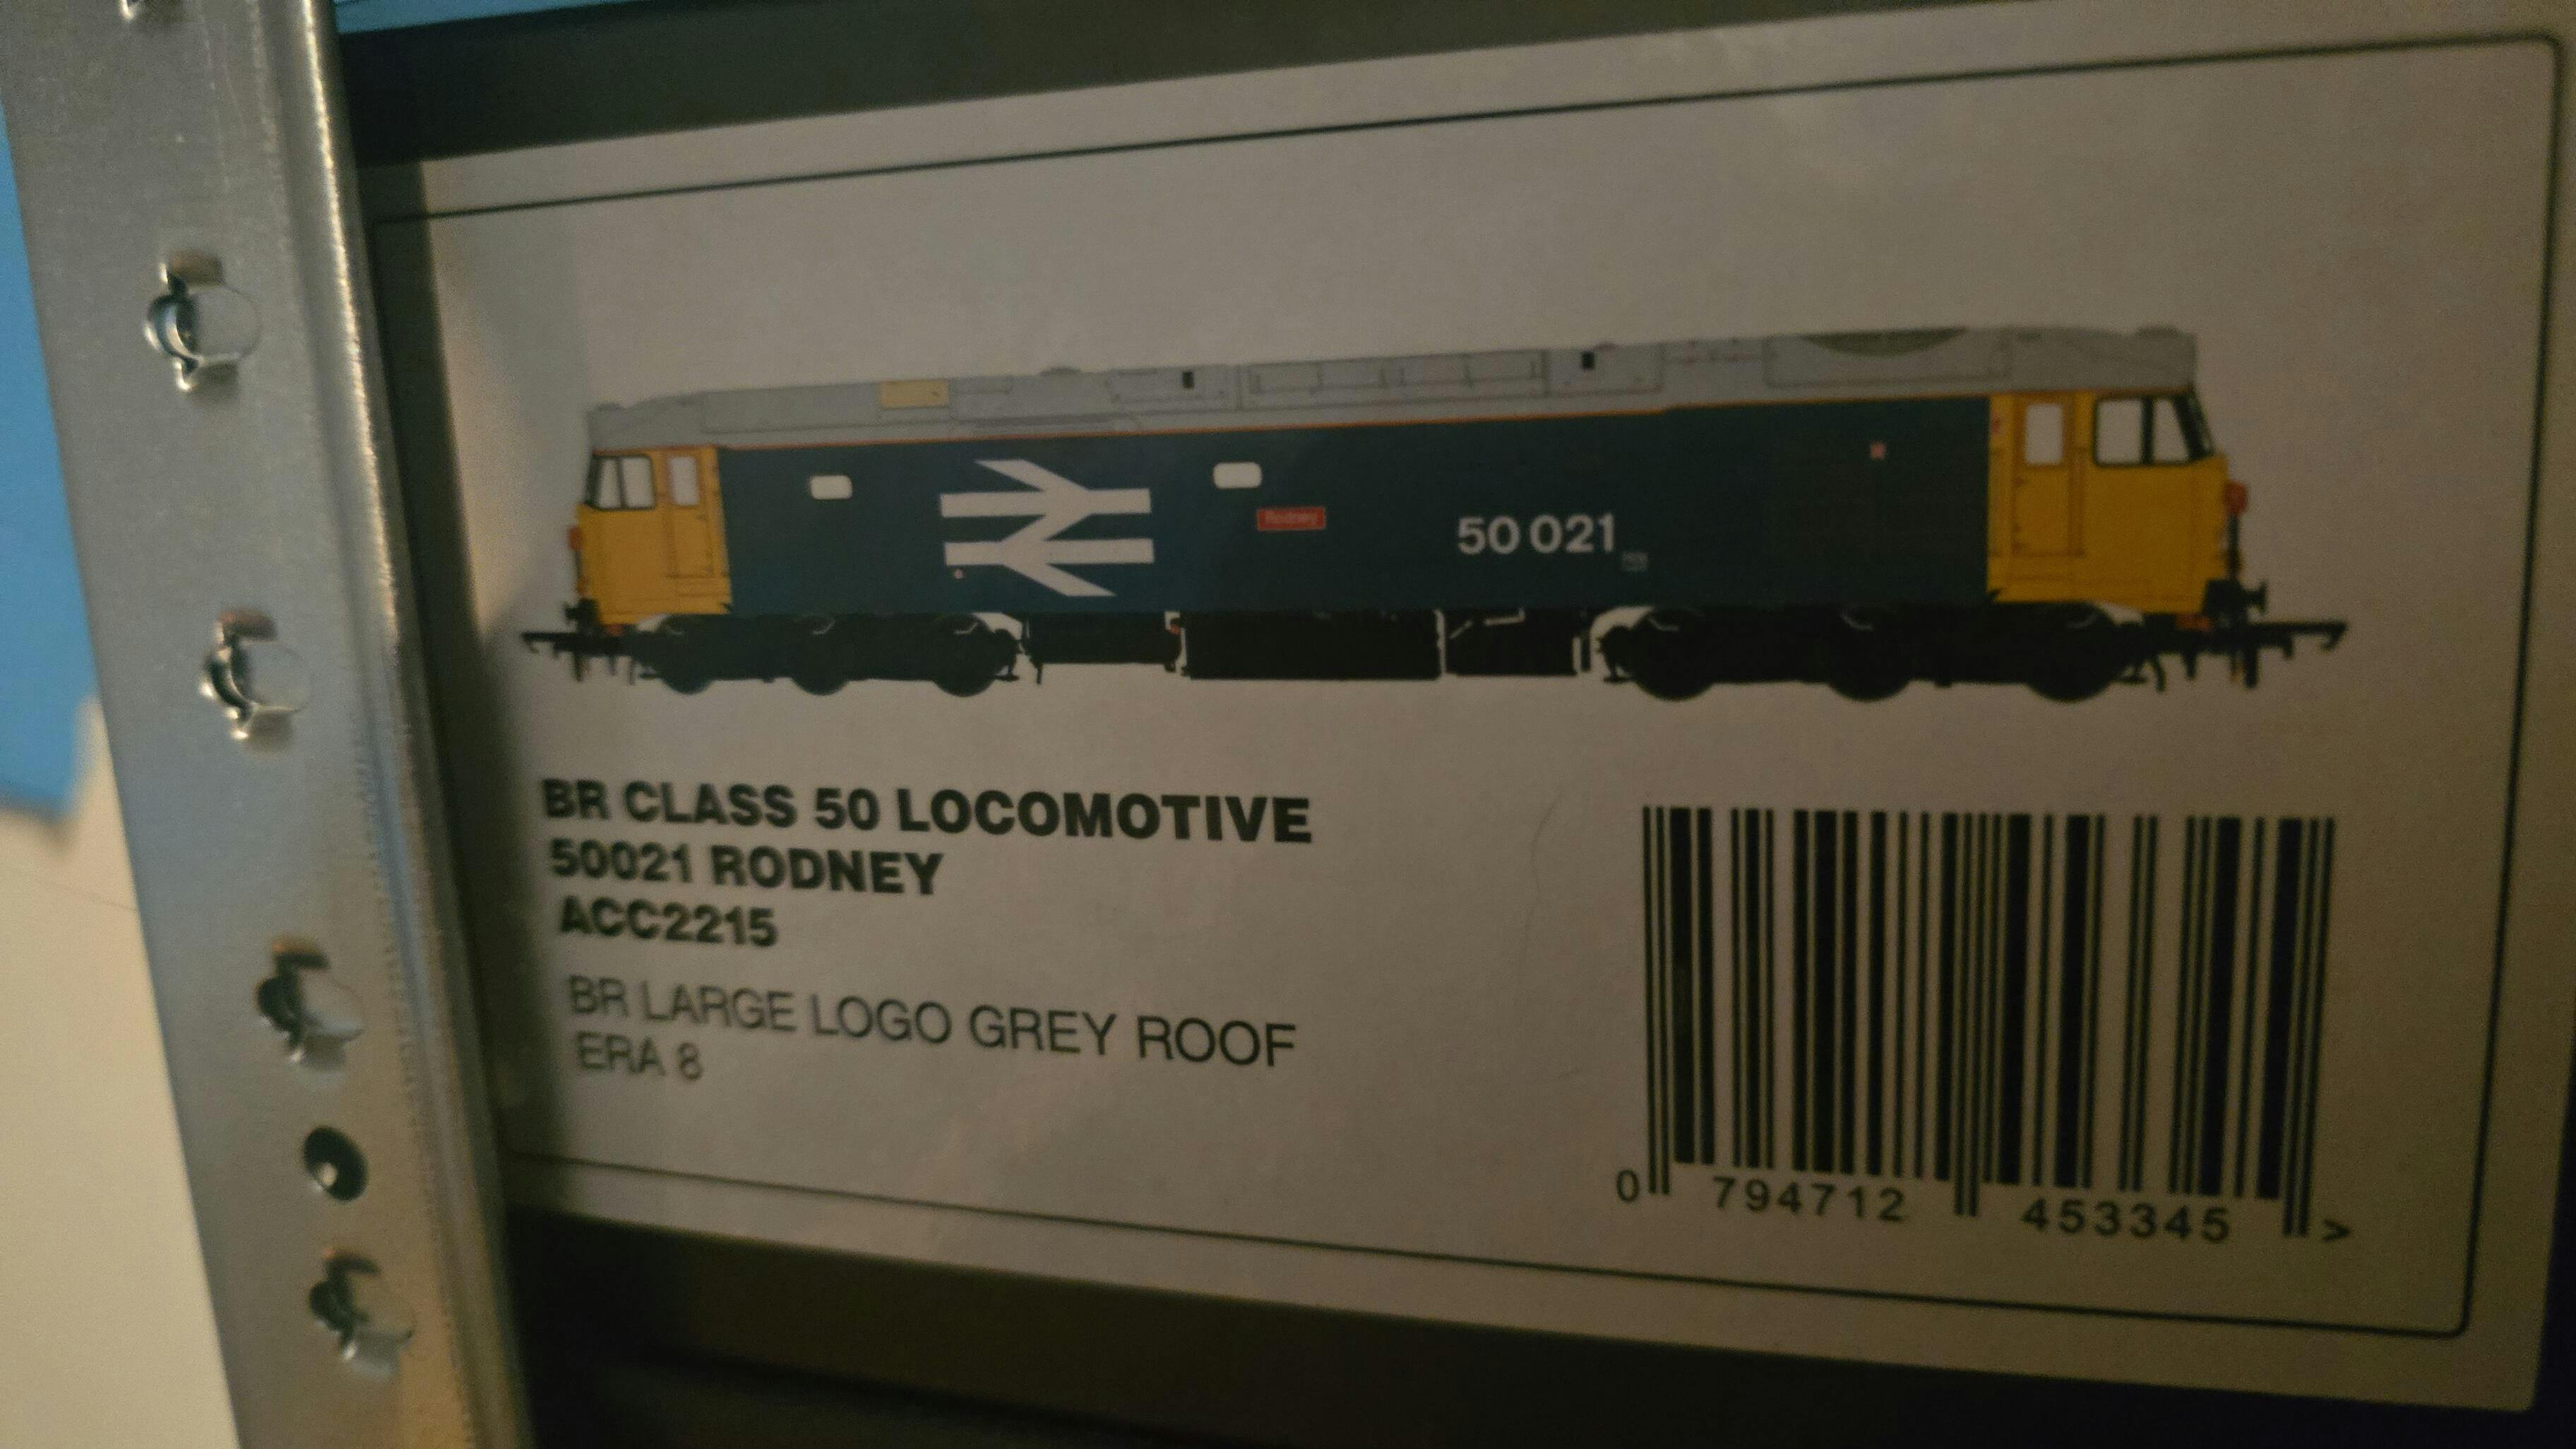 Rodney
50 021
BR CLASS 50 LOCOMOTIVE
50021 RODNEY
ACC2215
BR LARGE LOGO GREY ROOF
ERA 8
0 794712 453345 >